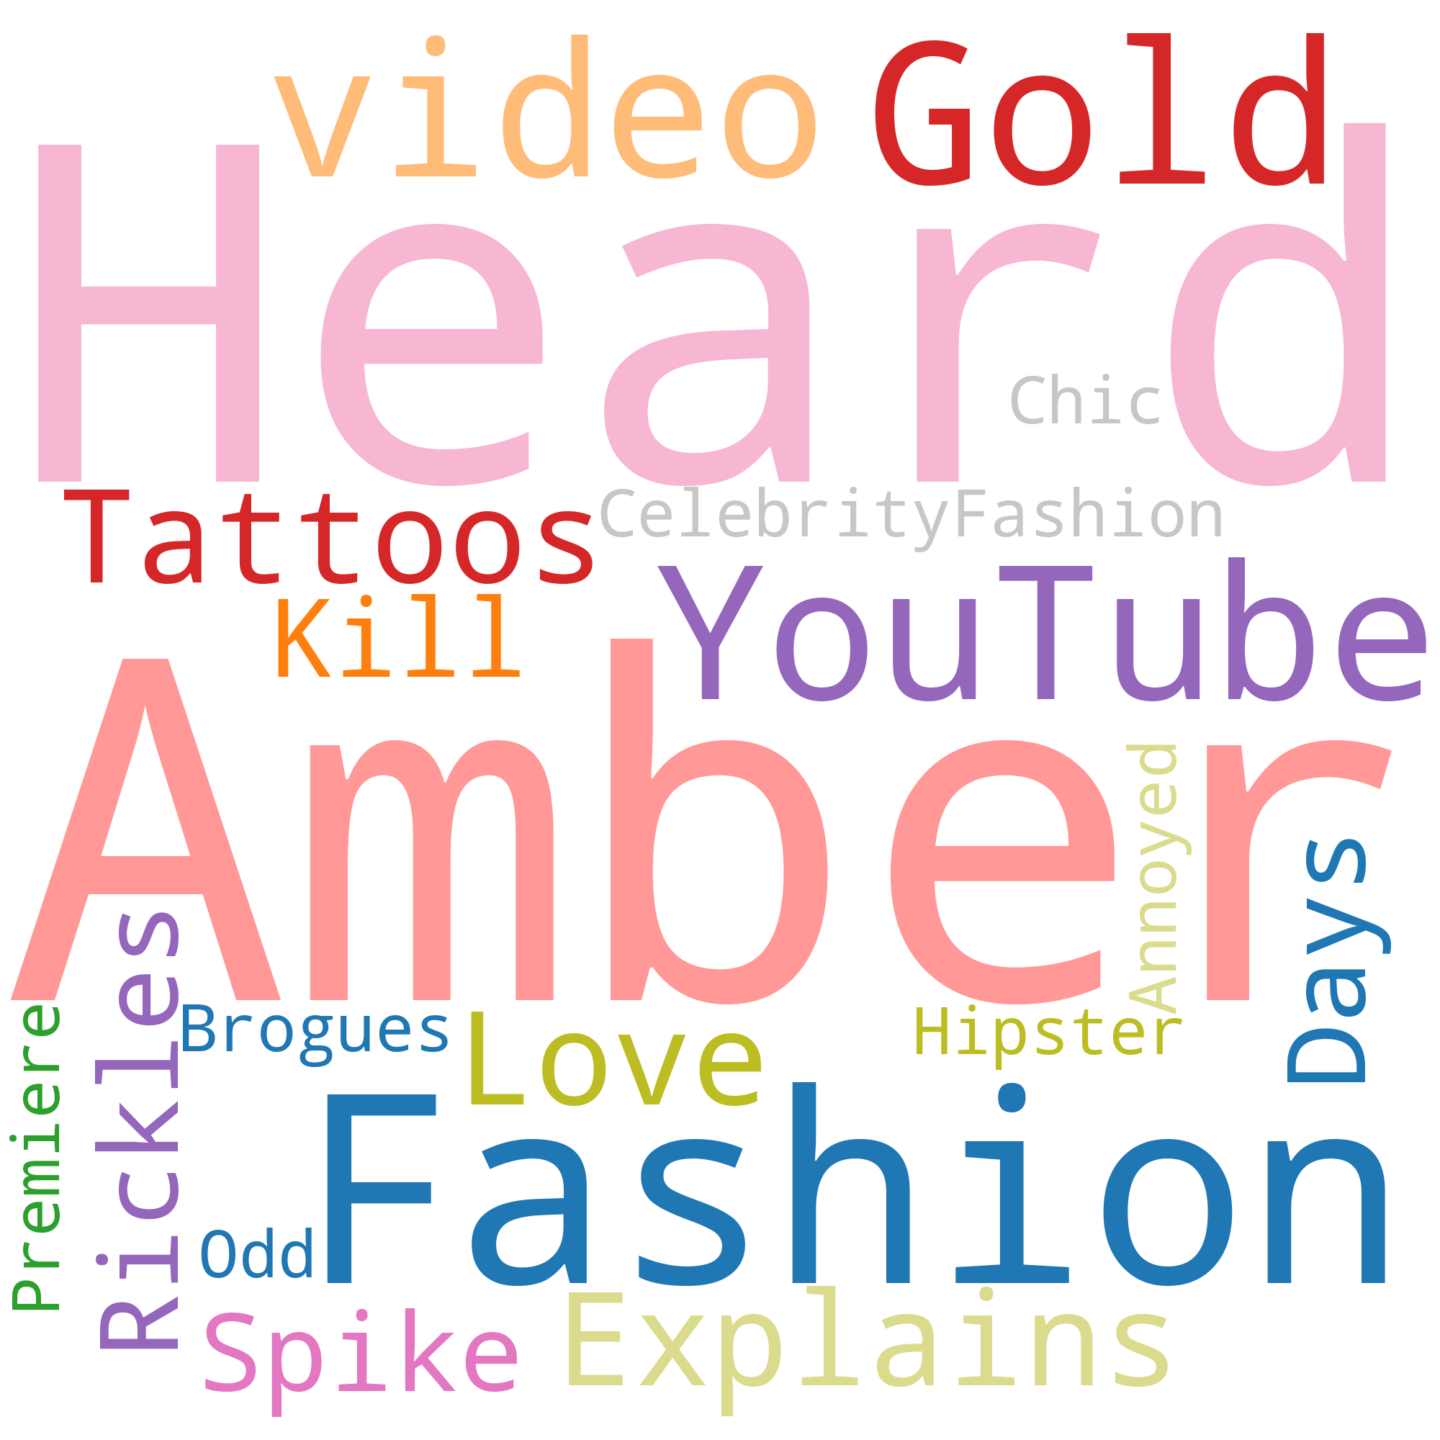 video Gold
Heard
Chic
CelebrityFashion
Tattoos
YouTube
Kill
Amber
Annoyed
Days
Rickles
Premiere
Brogues
Love
Hipster
Fashion
Odd
Spike
Explains